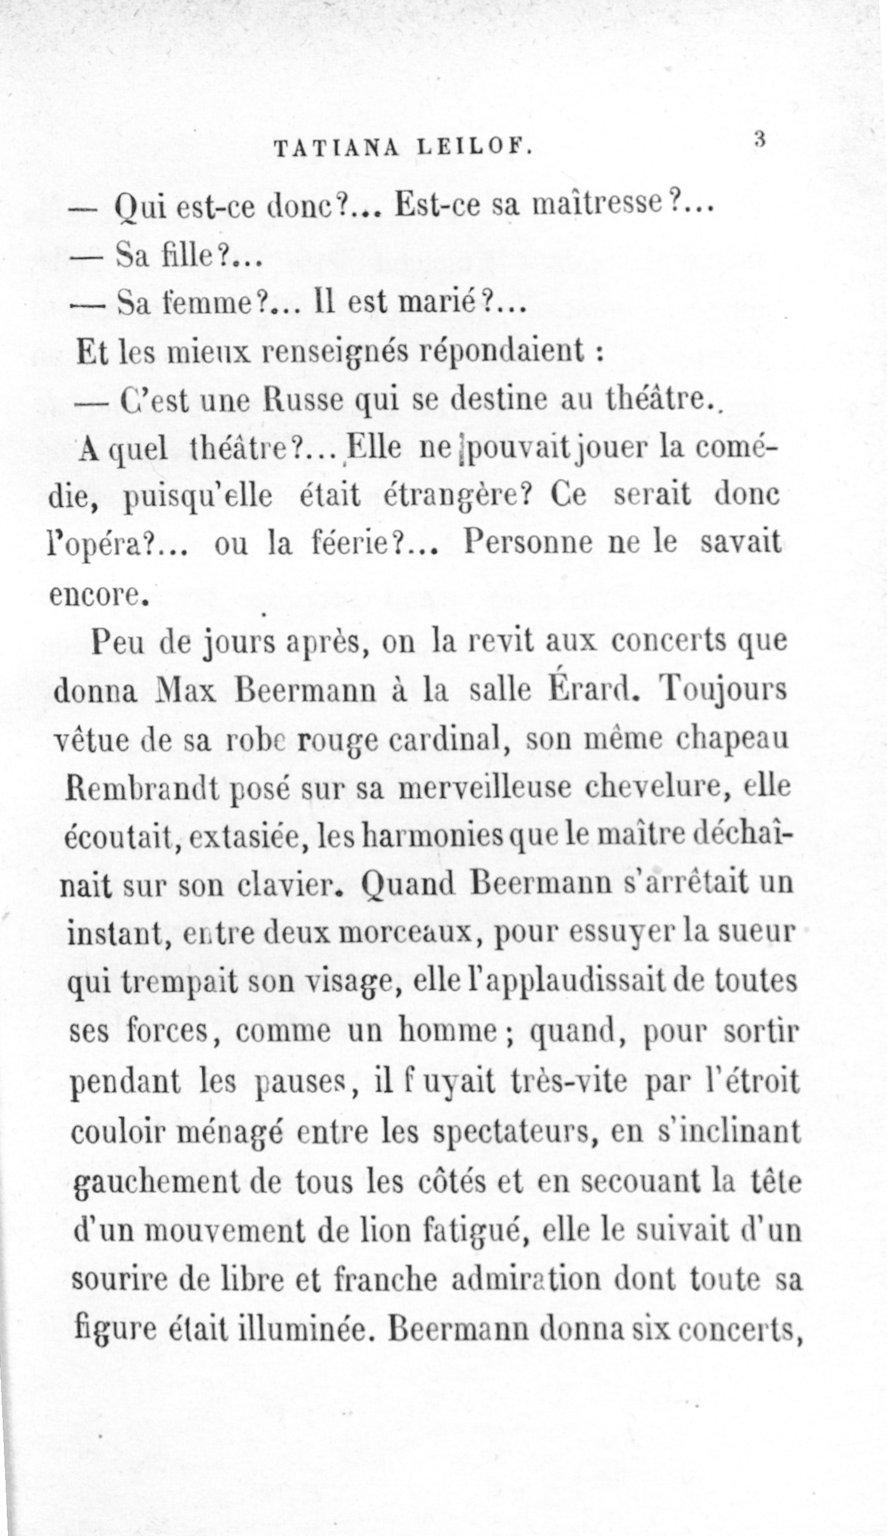 TATIANA LEILOF. 3
— Qui est-ce donc?... Est-ce sa maîtresse?...
— Sa fille?...
— Sa femme?... Il est marié?...
Et les mieux renseignés répondaient :
— C'est une Russe qui se destine au théâtre..
A quel théâtre?... Elle ne pouvait jouer la comé-
die, puisqu'elle était étrangère? Ce serait donc
l'opéra?... ou la féerie?... Personne ne le savait
encore.
Peu de jours après, on la revit aux concerts que
donna Max Beermann à la salle Érard. Toujours
vêtue de sa robe rouge cardinal, son même chapeau
Rembrandt posé sur sa merveilleuse chevelure, elle
écoutait, extasiée, les harmonies que le maître déchaî-
nait sur son clavier. Quand Beermann s'arrêtait un
instant, entre deux morceaux, pour essuyer la sueur
qui trempait son visage, elle l'applaudissait de toutes
ses forces, comme un homme; quand, pour sortir
pendant les pauses, il fuyait très-vite par l'étroit
couloir ménagé entre les spectateurs, en s'inclinant
gauchement de tous les côtés et en secouant la tête
d'un mouvement de lion fatigué, elle le suivait d'un
sourire de libre et franche admiration dont toute sa
figure était illuminée. Beermann donna six concerts,